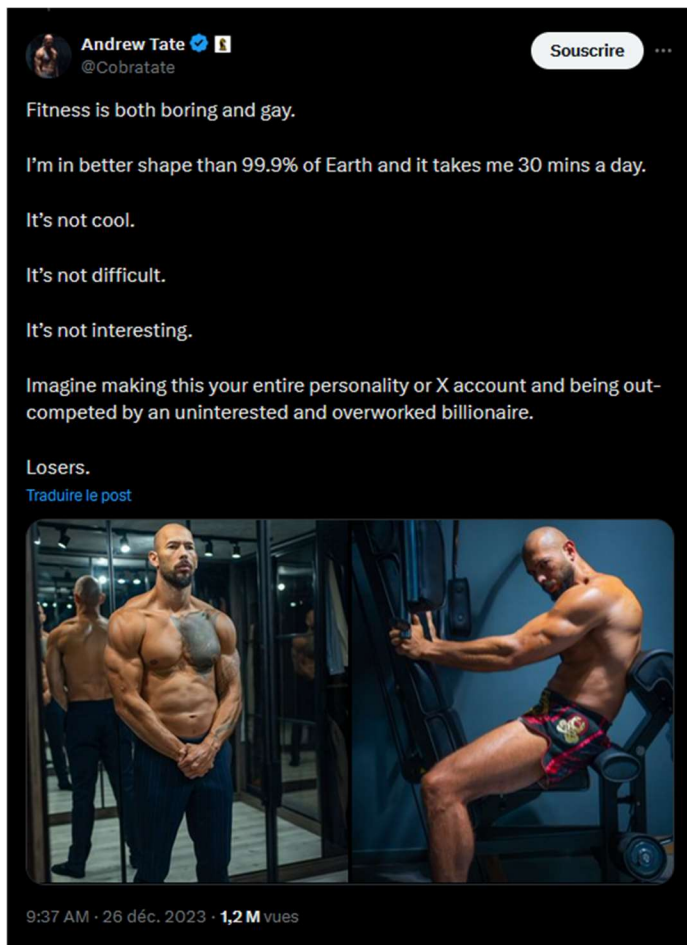 Andrew Tate
@Cobratate
Souscrire
Fitness is both boring and gay.
I'm in better shape than 99.9% of Earth and it takes me 30 mins a day.
It's not cool.
It's not difficult.
It's not interesting.
Imagine making this your entire personality or X account and being out-
competed by an uninterested and overworked billionaire.
Losers.
Traduire le post
9:37 AM · 26 déc. 2023 · 1,2 M vues